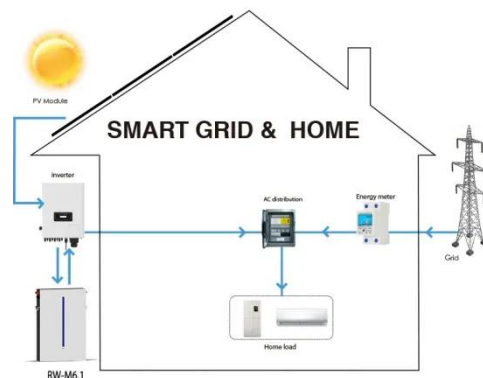 PV Module
SMART GRID & HOME
inverter
AC distribution
Energy meter
Grid
Home load
RW-M6.1